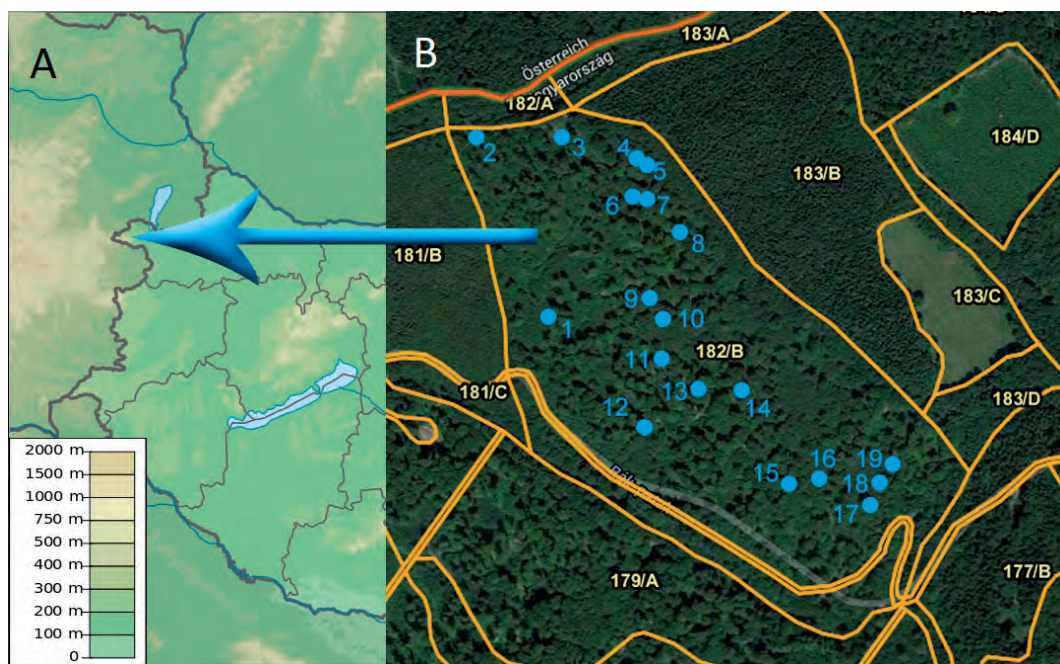 A
2000 m
1500 m
1000 m
750 m
500 m
400 m
300 m
200 m
100 m
0
B
Österreich
183/A
182/A
2
3
4
5
6
7
8
184/D
183/B
181/B
183/C
9
1
10
182/B
11
181/C
13
14
183/D
12
15
16
19
18
17
179/A
177/B